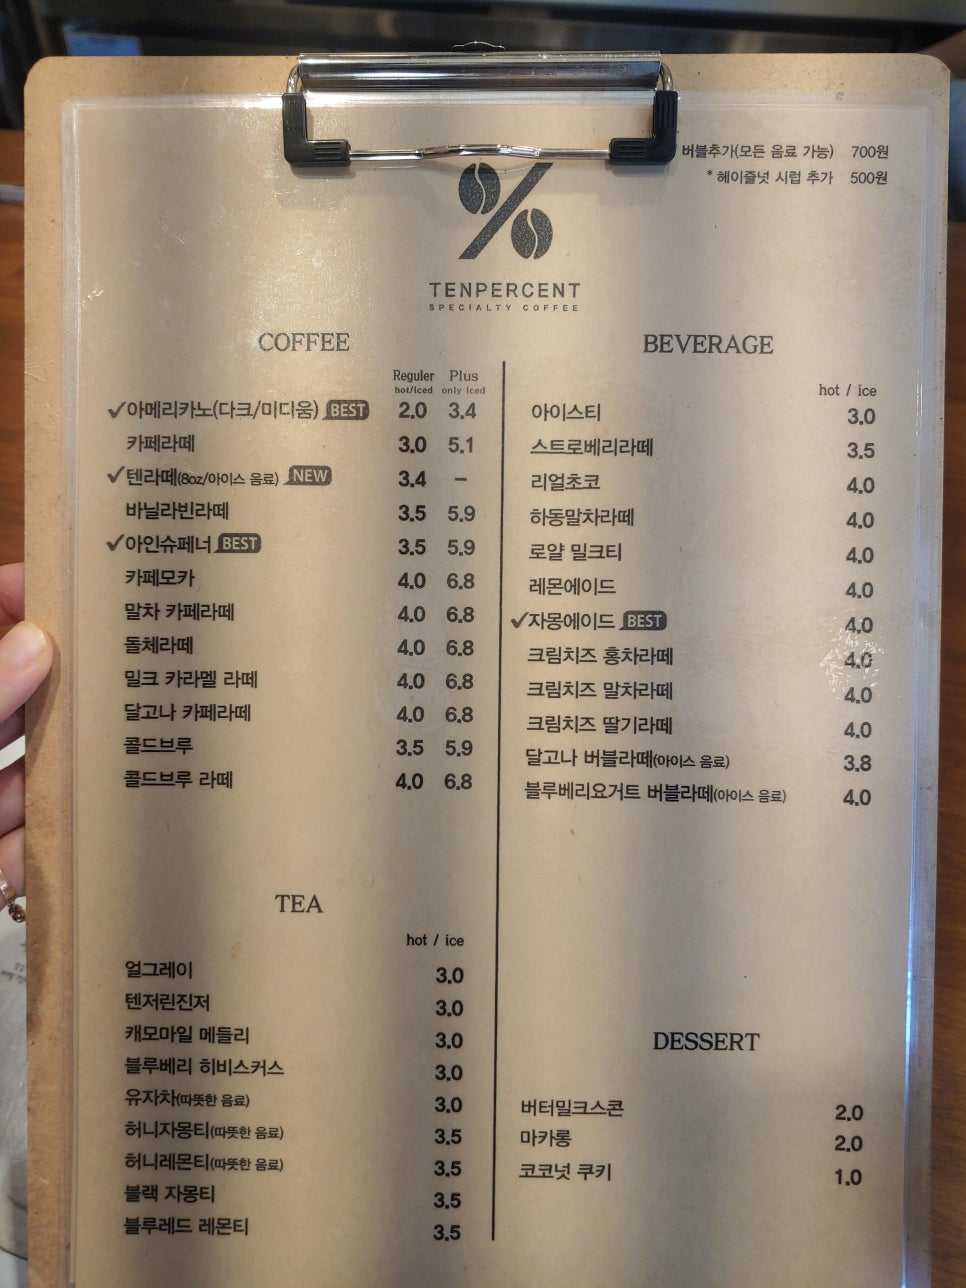 버블추가(모든 음료 가능) 700원
* 헤이즐넛 시럽 추가 500원
TENPERCENT
SPECIALTY COFFEE
COFFEE
Reguler Plus
hot/iced only iced
✓아메리카노(다크/미디움) BEST 2.0 3.4
카페라떼 3.0 5.1
✓텐라떼(8oz/아이스 음료) NEW 3.4 –
바닐라빈라떼 3.5 5.9
✓아인슈페너 BEST 3.5 5.9
카페모카 4.0 6.8
말차 카페라떼 4.0 6.8
돌체라떼 4.0 6.8
밀크 카라멜 라떼 4.0 6.8
달고나 카페라떼 4.0 6.8
콜드브루 3.5 5.9
콜드브루 라떼 4.0 6.8
TEA
hot / ice
얼그레이 3.0
텐저린진저 3.0
캐모마일 메들리 3.0
블루베리 히비스커스 3.0
유자차(따뜻한 음료) 3.0
허니자몽티(따뜻한 음료) 3.5
허니레몬티(따뜻한 음료) 3.5
블랙 자몽티 3.5
블루레드 레몬티 3.5
BEVERAGE
hot / ice
아이스티 3.0
스트로베리라떼 3.5
리얼초코 4.0
하동말차라떼 4.0
로얄 밀크티 4.0
레몬에이드 4.0
✓자몽에이드 BEST 4.0
크림치즈 홍차라떼 4.0
크림치즈 말차라떼 4.0
크림치즈 딸기라떼 4.0
달고나 버블라떼(아이스 음료) 3.8
블루베리요거트 버블라떼(아이스 음료) 4.0
DESSERT
버터밀크스콘 2.0
마카롱 2.0
코코넛 쿠키 1.0